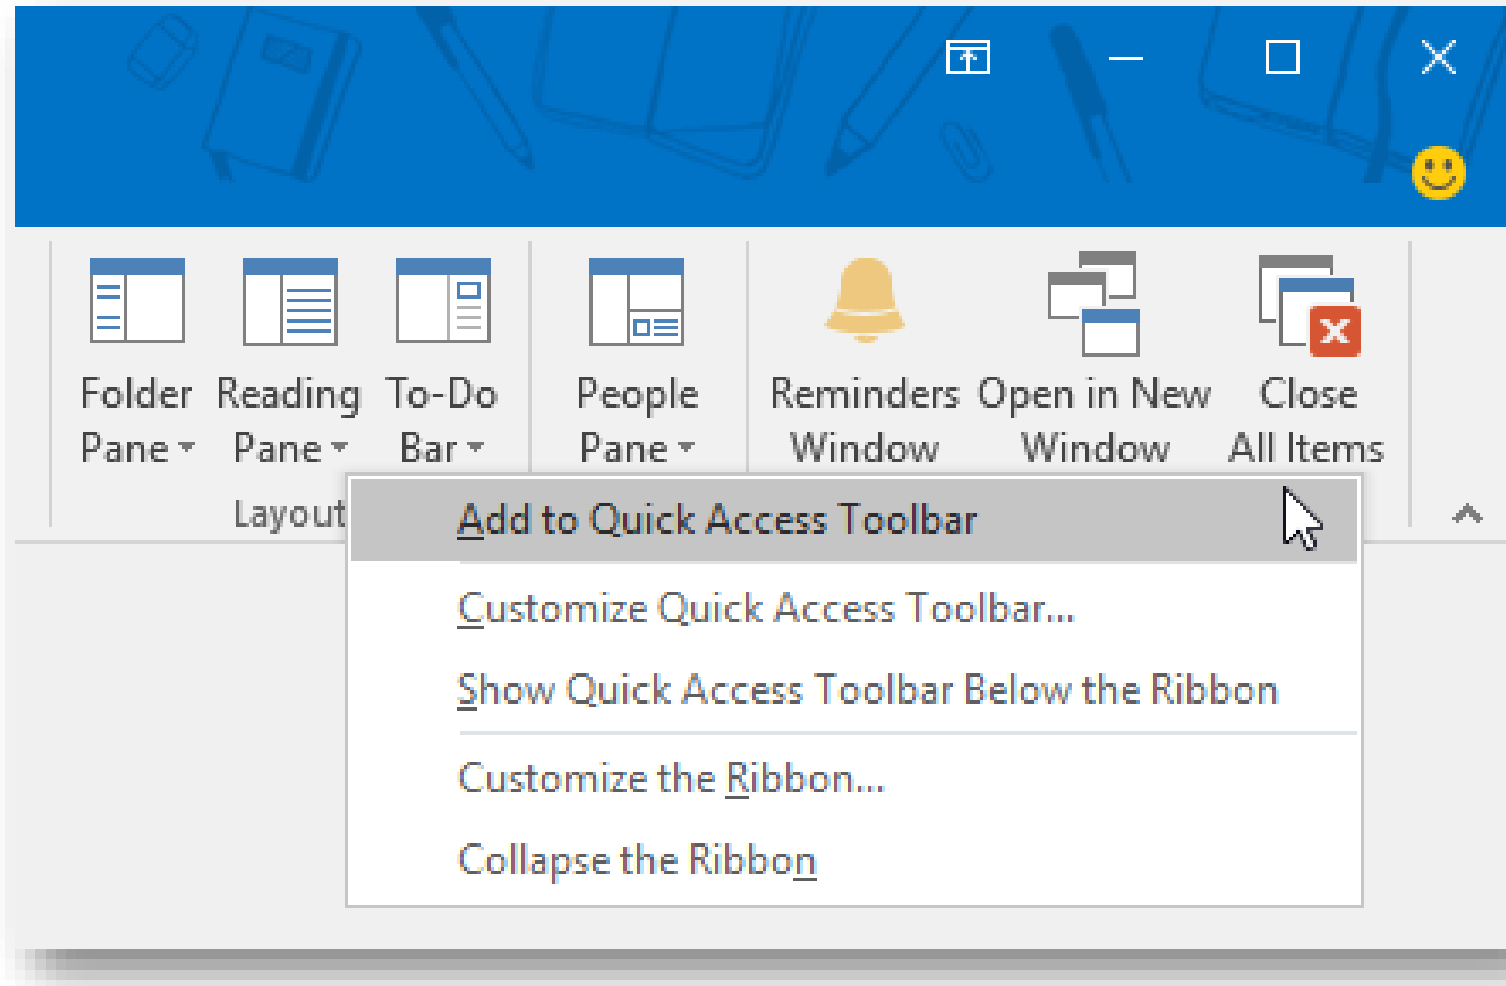 Folder Reading To-Do People Reminders Open in New Close
Pane Pane Bar Pane Window Window All Items
Layout
Add to Quick Access Toolbar
Customize Quick Access Toolbar...
Show Quick Access Toolbar Below the Ribbon
Customize the Ribbon...
Collapse the Ribbon